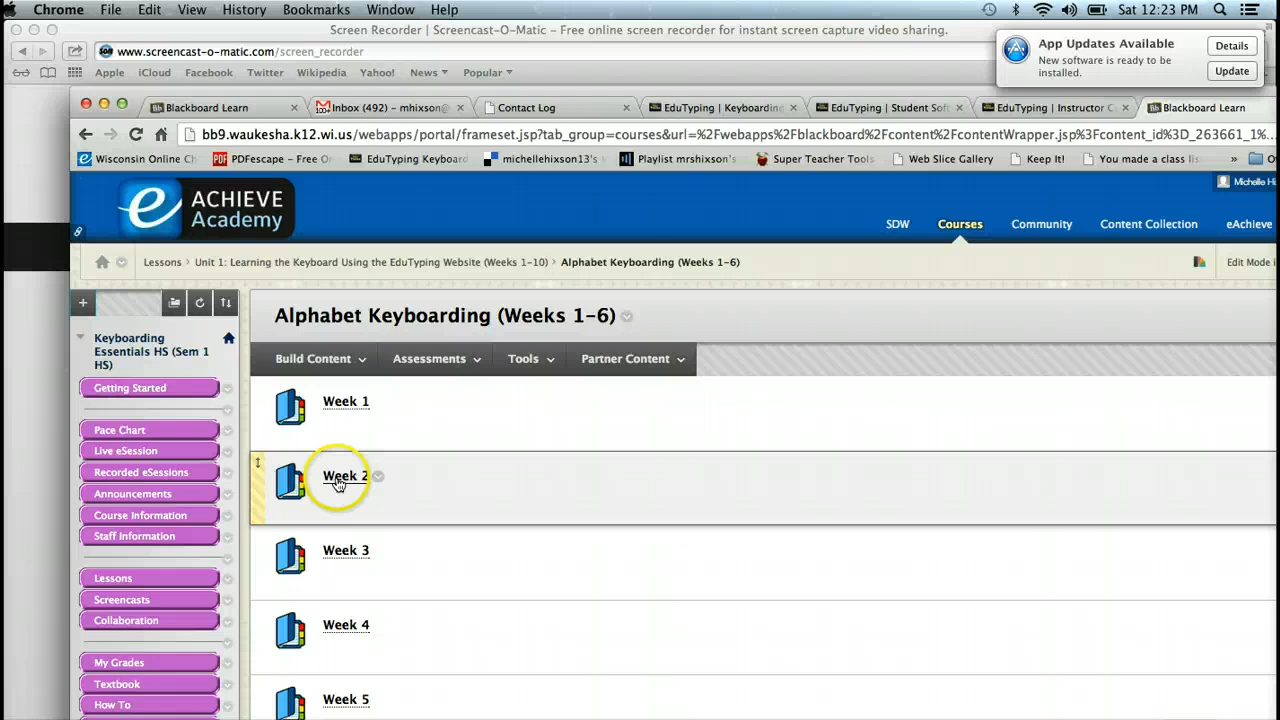 Chrome File Edit View History Bookmarks Window Help Sat 12:23 PM
Screen Recorder | Screencast-O-Matic - Free online screen recorder for instant screen capture video sharing.
www.screencast-o-matic.com/screen_recorder
Apple iCloud Facebook Twitter Wikipedia Yahoo! News Popular
App Updates Available
New software is ready to be
installed.
Details
Update
Blackboard Learn Inbox (492) - mhixson@ Contact Log EduTyping | Keyboarding EduTyping | Student Sof EduTyping | Instructor C Blackboard Learn
bb9.waukesha.k12.wi.us/webapps/portal/frameset.jsp?tab_group=courses&url=%2Fwebapps%2Fblackboard%2Fcontent%2FcontentWrapper.jsp%3Fcontent_id%3D_263661_1%
Wisconsin Online Ch PDFescape - Free O EduTyping Keyboard michellehixson13's Playlist mrshixson's Super Teacher Tools Web Slice Gallery Keep It! You made a class »
e ACHIEVE
Academy
Michelle Hi
SDW Courses Community Content Collection eAchieve
Lessons > Unit 1: Learning the Keyboard Using the EduTyping Website (Weeks 1-10) > Alphabet Keyboarding (Weeks 1-6) Edit Mode i
Keyboarding
Essentials HS (Sem 1
HS)
Getting Started
Pace Chart
Live eSession
Recorded eSessions
Announcements
Course Information
Staff Information
Lessons
Screencasts
Collaboration
My Grades
Textbook
How To
Alphabet Keyboarding (Weeks 1-6)
Build Content Assessments Tools Partner Content
Week 1
Week 2
Week 3
Week 4
Week 5